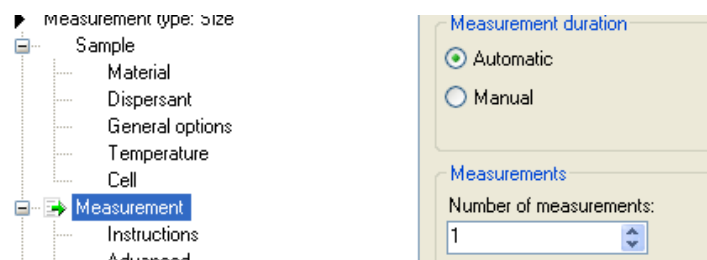 Measurement type: Size
Sample
Material
Dispersant
General options
Temperature
Cell
Measurement
Instructions
Advanced
Measurement duration
Automatic
Manual
Measurements
Number of measurements:
1